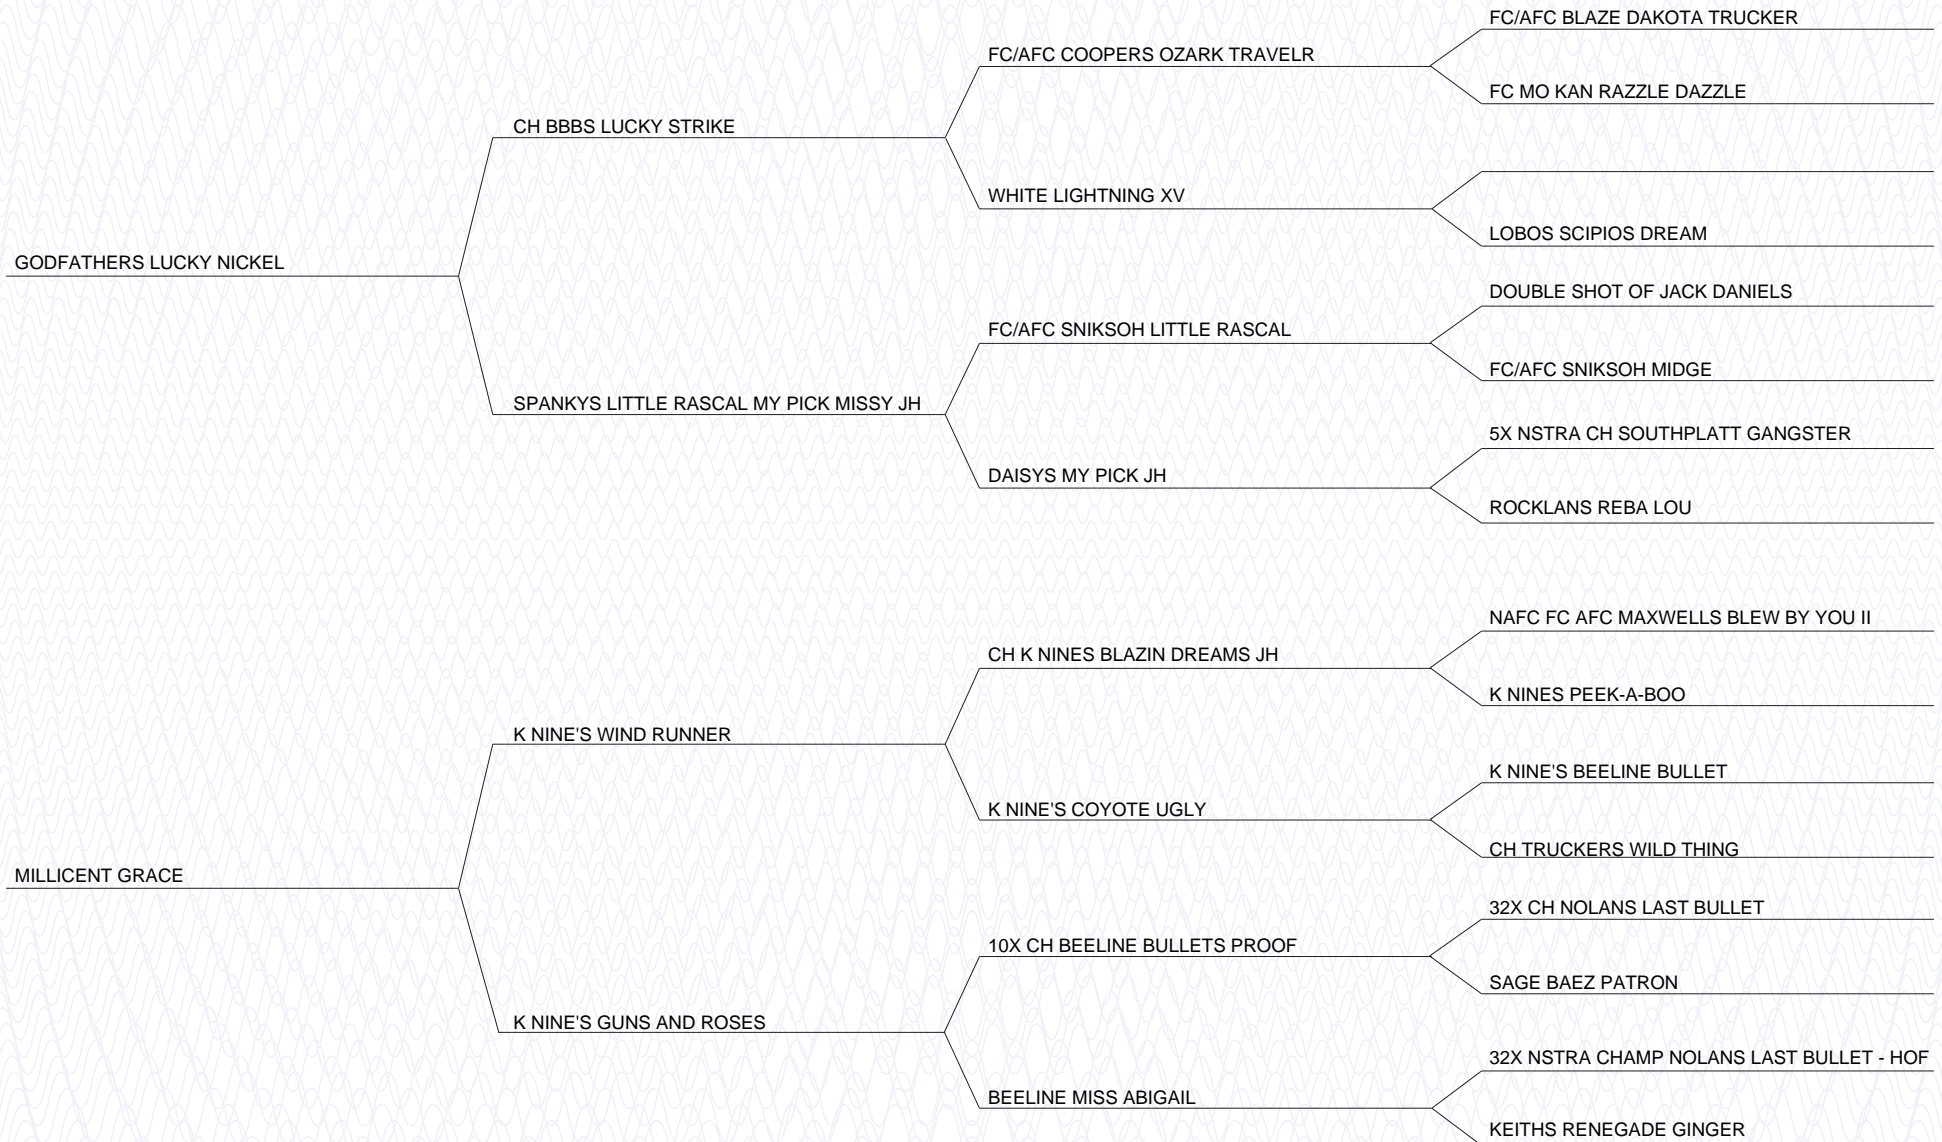 FC/AFC BLAZE DAKOTA TRUCKER
FC/AFC COOPERS OZARK TRAVELR
FC MO KAN RAZZLE DAZZLE
CH BBBS LUCKY STRIKE
WHITE LIGHTNING XV
LOBOS SCIPIOS DREAM
GODFATHERS LUCKY NICKEL
DOUBLE SHOT OF JACK DANIELS
FC/AFC SNIKSOH LITTLE RASCAL
FC/AFC SNIKSOH MIDGE
SPANKYS LITTLE RASCAL MY PICK MISSY JH
5X NSTRA CH SOUTHPLATT GANGSTER
DAISYS MY PICK JH
ROCKLANS REBA LOU
NAFC FC AFC MAXWELLS BLEW BY YOU II
CH K NINES BLAZIN DREAMS JH
K NINES PEEK-A-BOO
K NINE'S WIND RUNNER
K NINE'S BEELINE BULLET
K NINE'S COYOTE UGLY
CH TRUCKERS WILD THING
MILLICENT GRACE
32X CH NOLANS LAST BULLET
10X CH BEELINE BULLETS PROOF
SAGE BAEZ PATRON
K NINE'S GUNS AND ROSES
32X NSTRA CHAMP NOLANS LAST BULLET - HOF
BEELINE MISS ABIGAIL
KEITHS RENEGADE GINGER